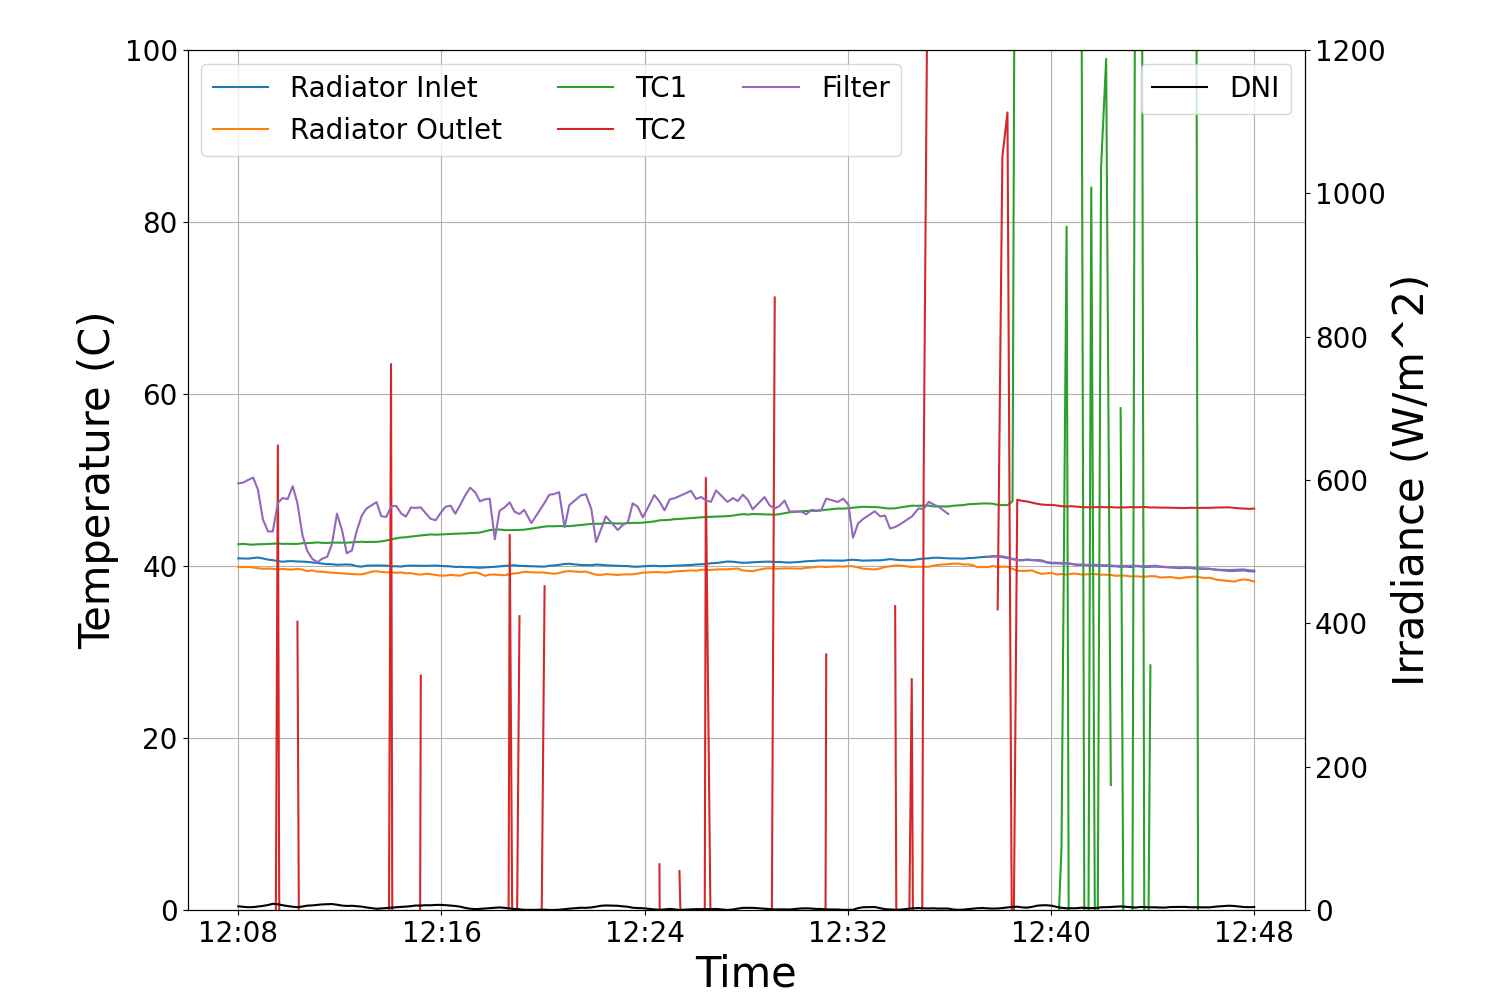 100
80
60
40
20
0
Temperature (C)
Radiator Inlet
Radiator Outlet
TC1
TC2
Filter
DNI
1200
1000
800
600
400
200
0
Irradiance (W/m^2)
12:08 12:16 12:24 12:32 12:40 12:48
Time